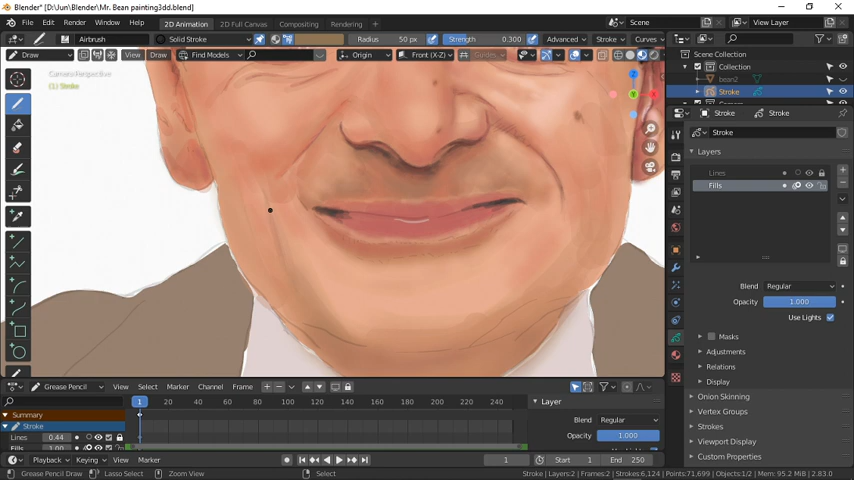 Blender* [D:\Jun\Blender\Mr. Bean painting3dd.blend]
File Edit Render Window Help 2D Animation 2D Full Canvas Compositing Rendering Scene View Layer
Airbrush Solid Stroke Radius 50 px Strength 0.300 Advanced Stroke Curves
Draw View Draw Find Models Origin Front (X-Z) Guides
Camera Perspective
(1) Stroke
Scene Collection
Collection
bean2
Stroke
Stroke Stroke
Stroke
Layers
Lines
Fills
Blend Regular
Opacity 1.000
Use Lights
Masks
Adjustments
Relations
Display
Onion Skinning
Vertex Groups
Strokes
Viewport Display
Custom Properties
Grease Pencil View Select Marker Channel Frame
1 20 40 60 80 100 120 140 160 180 200 220 240
Layer
Summary
Stroke
Lines 0.44
Fills 1.00
Blend Regular
Opacity 1.000
Playback Keying View Marker 1 Start 1 End 250
Grease Pencil Draw Lasso Select Zoom View Select Stroke | Layers:2 | Frames:2 | Strokes:6,124 | Points:71,699 | Objects:1/2 | Mem: 95.2 MiB | 2.83.0